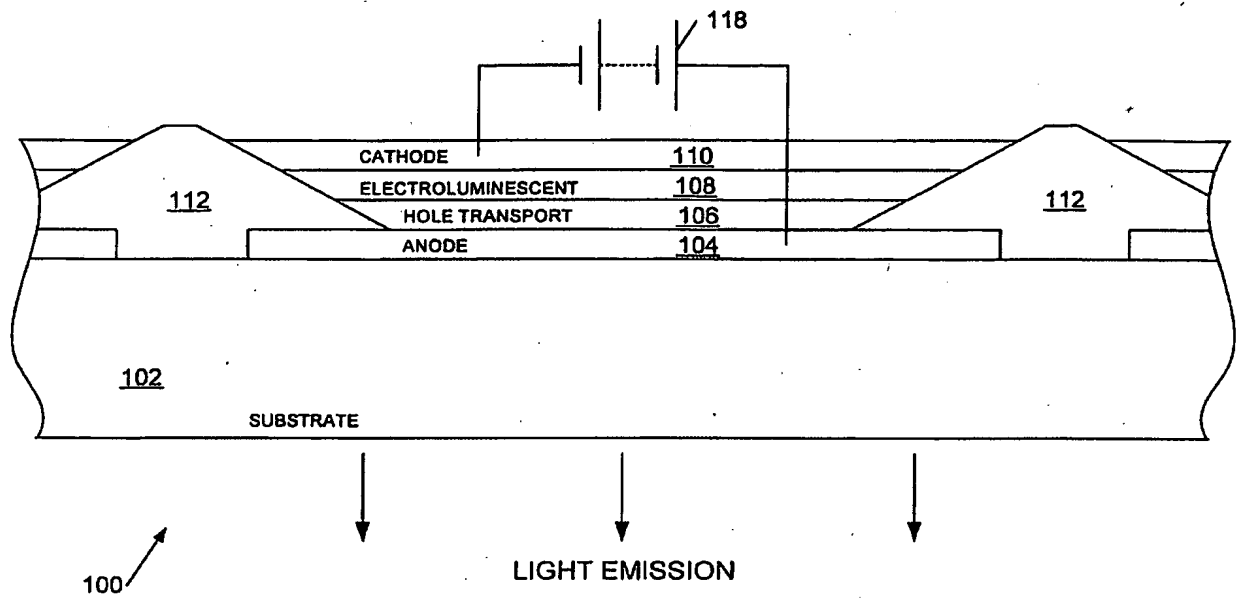 118
CATHODE 110
ELECTROLUMINESCENT 108
112
HOLE TRANSPORT 106
112
ANODE 104
102
SUBSTRATE
LIGHT EMISSION
100